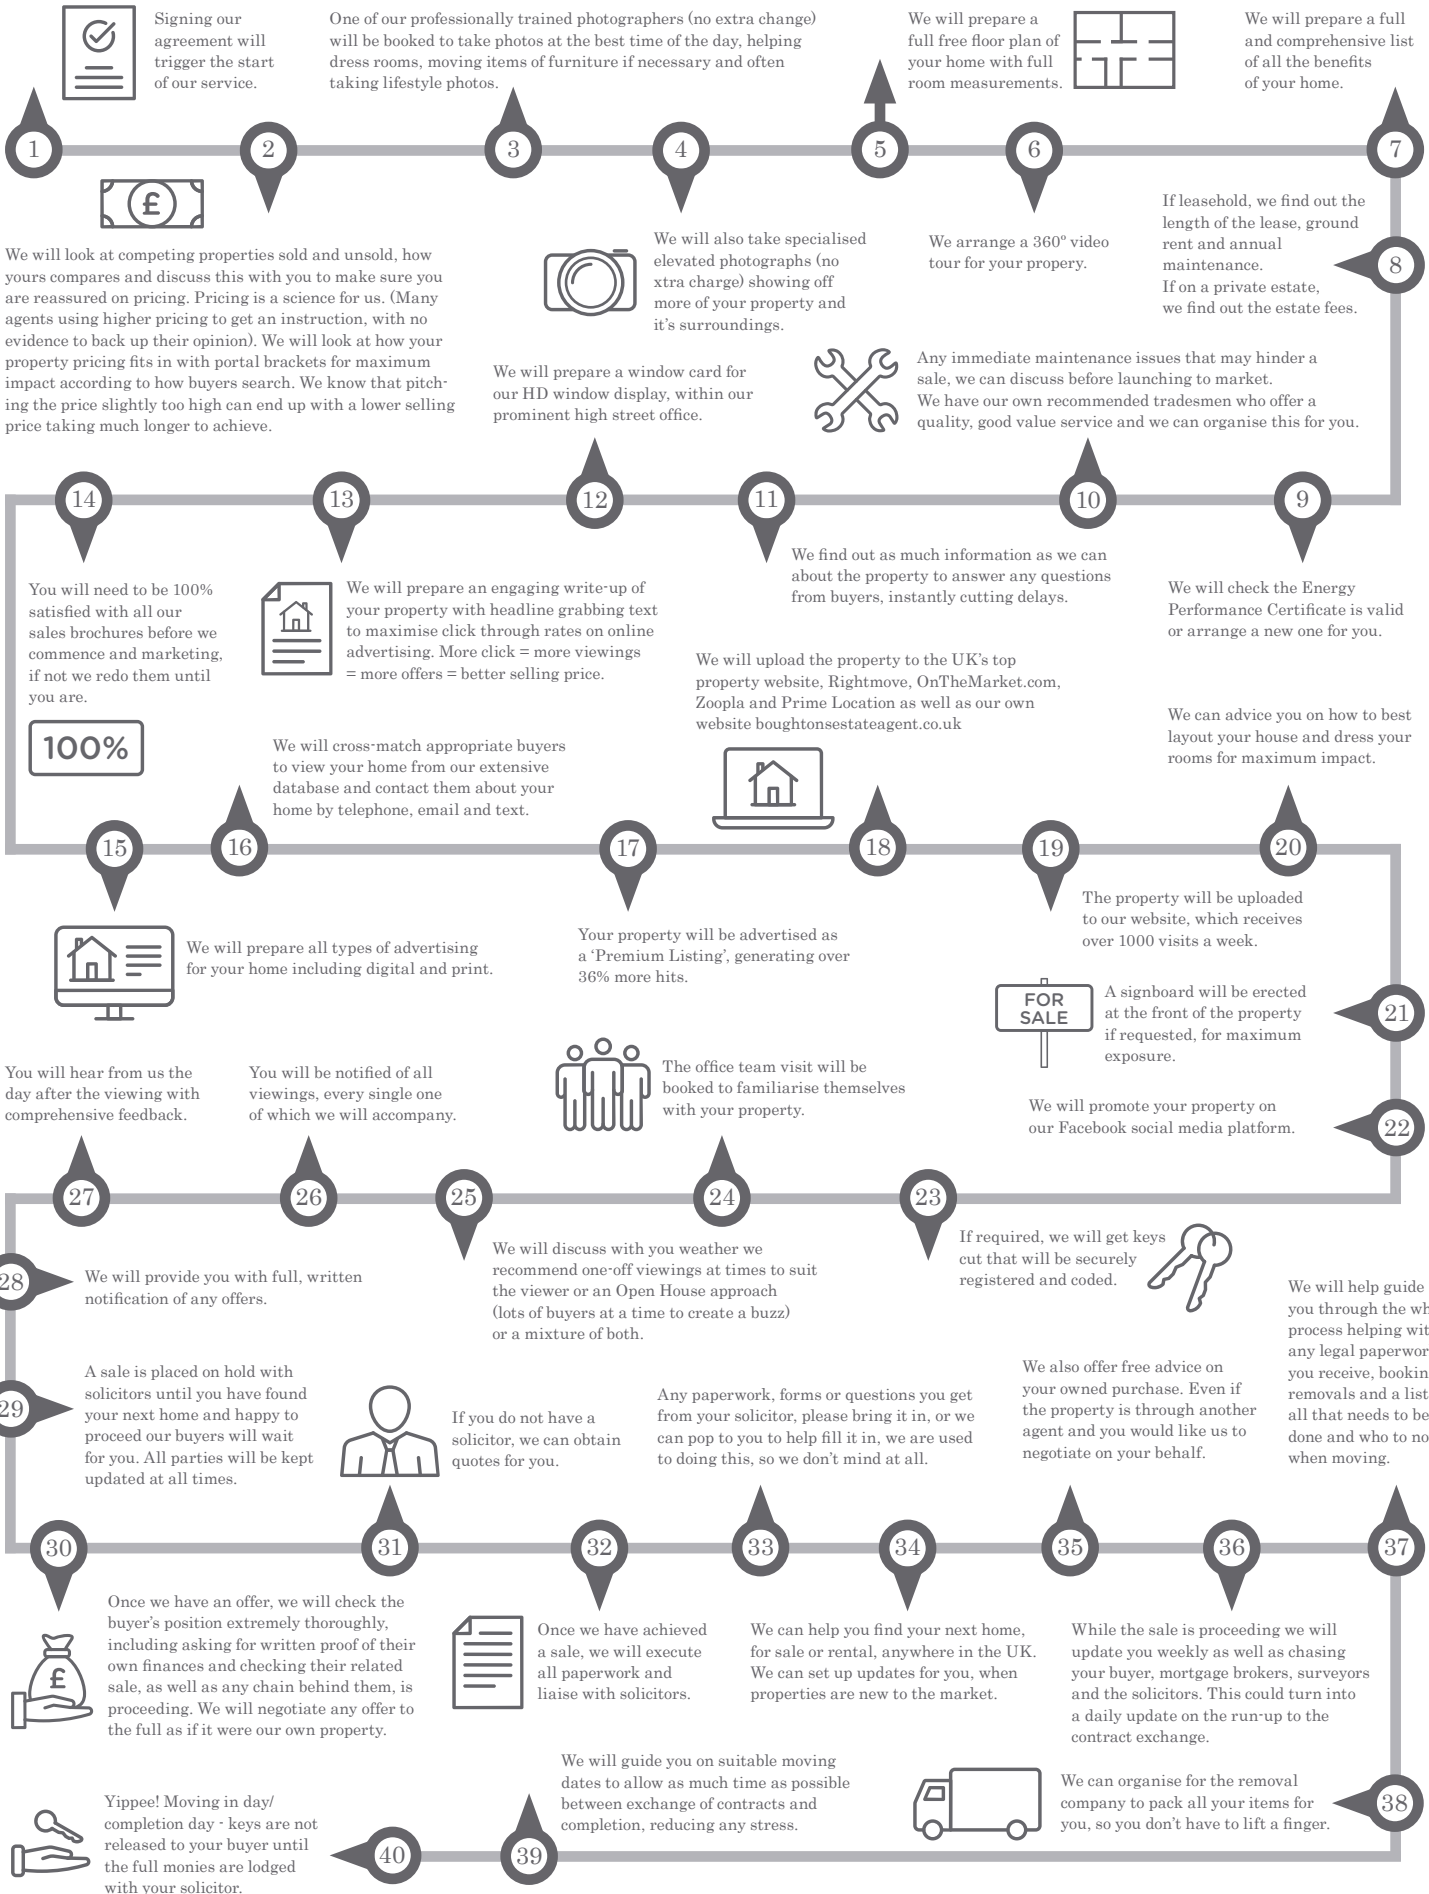 Signing our
agreement will
trigger the start
of our service.
One of our professionally trained photographers (no extra change)
will be booked to take photos at the best time of the day, helping
dress rooms, moving items of furniture if necessary and often
taking lifestyle photos.
We will prepare a
full free floor plan of
your home with full
room measurements.
We will prepare a full
and comprehensive list
of all the benefits
of your home.
1
2
3
4
5
6
7
£
We will look at competing properties sold and unsold, how
yours compares and discuss this with you to make sure you
are reassured on pricing. Pricing is a science for us. (Many
agents using higher pricing to get an instruction, with no
evidence to back up their opinion). We will look at how your
property pricing fits in with portal brackets for maximum
impact according to how buyers search. We know that pitch-
ing the price slightly too high can end up with a lower selling
price taking much longer to achieve.
We will also take specialised
elevated photographs (no
xtra charge) showing off
more of your property and
it's surroundings.
We arrange a 360º video
tour for your propery.
If leasehold, we find out the
length of the lease, ground
rent and annual
maintenance.
If on a private estate,
we find out the estate fees.
8
We will prepare a window card for
our HD window display, within our
prominent high street office.
Any immediate maintenance issues that may hinder a
sale, we can discuss before launching to market.
We have our own recommended tradesmen who offer a
quality, good value service and we can organise this for you.
14
13
12
11
10
9
You will need to be 100%
satisfied with all our
sales brochures before we
commence and marketing,
if not we redo them until
you are.
100%
We will prepare an engaging write-up of
your property with headline grabbing text
to maximise click through rates on online
advertising. More click = more viewings
= more offers = better selling price.
We find out as much information as we can
about the property to answer any questions
from buyers, instantly cutting delays.
We will check the Energy
Performance Certificate is valid
or arrange a new one for you.
We will cross-match appropriate buyers
to view your home from our extensive
database and contact them about your
home by telephone, email and text.
We will upload the property to the UK's top
property website, Rightmove, OnTheMarket.com,
Zoopla and Prime Location as well as our own
website boughtonsestateagent.co.uk
We can advice you on how to best
layout your house and dress your
rooms for maximum impact.
15
16
17
18
19
20
We will prepare all types of advertising
for your home including digital and print.
Your property will be advertised as
a ‘Premium Listing’, generating over
36% more hits.
The property will be uploaded
to our website, which receives
over 1000 visits a week.
FOR
SALE
A signboard will be erected
at the front of the property
if requested, for maximum
exposure.
21
You will hear from us the
day after the viewing with
comprehensive feedback.
You will be notified of all
viewings, every single one
of which we will accompany.
The office team visit will be
booked to familiarise themselves
with your property.
We will promote your property on
our Facebook social media platform.
22
27
26
25
24
23
28
We will provide you with full, written
notification of any offers.
We will discuss with you weather we
recommend one-off viewings at times to suit
the viewer or an Open House approach
(lots of buyers at a time to create a buzz)
or a mixture of both.
If required, we will get keys
cut that will be securely
registered and coded.
29
A sale is placed on hold with
solicitors until you have found
your next home and happy to
proceed our buyers will wait
for you. All parties will be kept
updated at all times.
If you do not have a
solicitor, we can obtain
quotes for you.
Any paperwork, forms or questions you get
from your solicitor, please bring it in, or we
can pop to you to help fill it in, we are used
to doing this, so we don't mind at all.
We also offer free advice on
your owned purchase. Even if
the property is through another
agent and you would like us to
negotiate on your behalf.
We will help guide
you through the
process helping
any legal
you receive,
removals and a list
all that needs to be
done and who to
when moving.
30
31
32
33
34
35
36
37
£
Once we have an offer, we will check the
buyer's position extremely thoroughly,
including asking for written proof of their
own finances and checking their related
sale, as well as any chain behind them, is
proceeding. We will negotiate any offer to
the full as if it were our own property.
Once we have achieved
a sale, we will execute
all paperwork and
liaise with solicitors.
We can help you find your next home,
for sale or rental, anywhere in the UK.
We can set up updates for you, when
properties are new to the market.
While the sale is proceeding we will
update you weekly as well as chasing
your buyer, mortgage brokers, surveyors
and the solicitors. This could turn into
a daily update on the run-up to the
contract exchange.
Yippee! Moving in day/
completion day - keys are not
released to your buyer until
the full monies are lodged
with your solicitor.
We will guide you on suitable moving
dates to allow as much time as possible
between exchange of contracts and
completion, reducing any stress.
We can organise for the removal
company to pack all your items for
you, so you don't have to lift a finger.
38
40
39